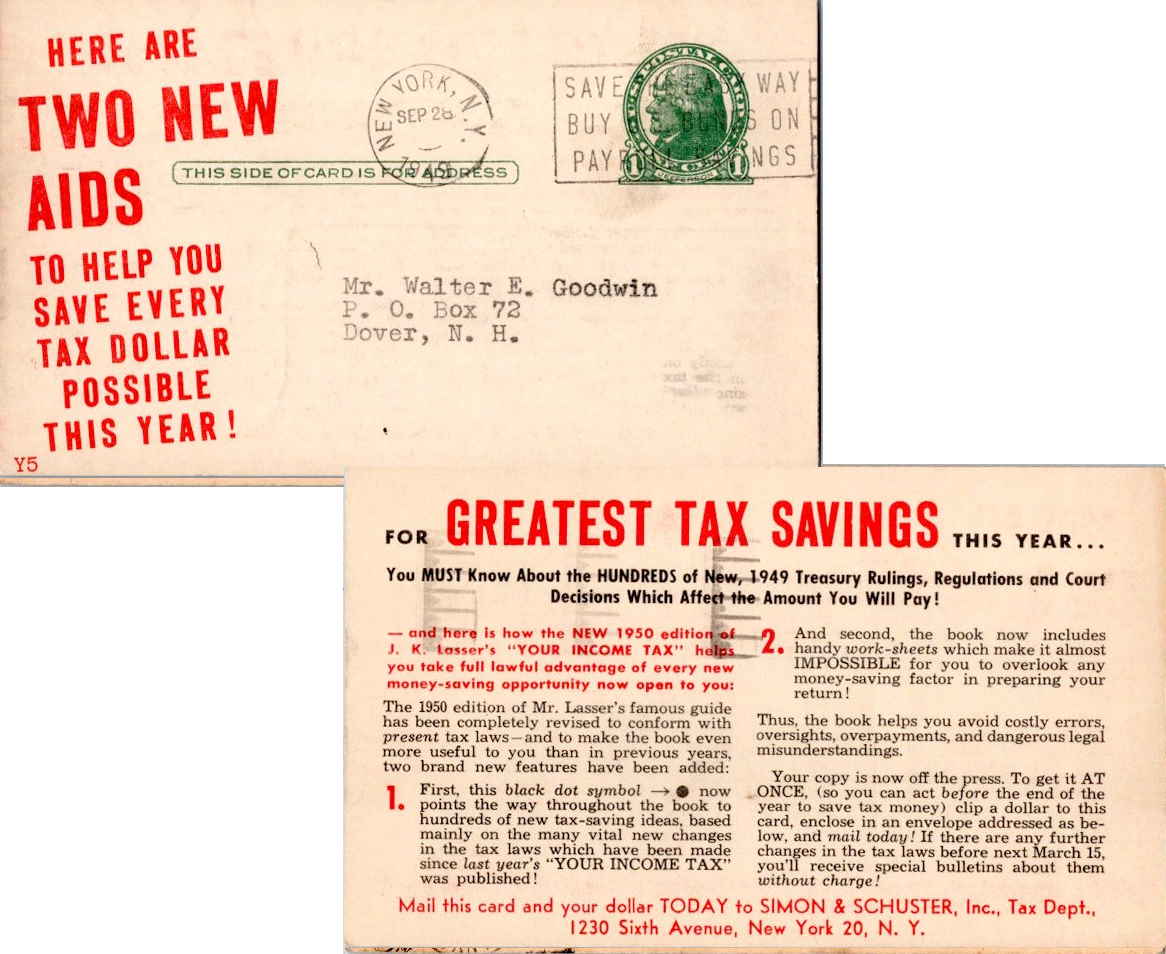 HERE ARE
TWO NEW
AIDS
TO HELP YOU
SAVE EVERY
TAX DOLLAR
POSSIBLE
THIS YEAR!
Y5
NEW YORK, N.Y.
SEP 28
1949
SAVE THE EASY WAY
BUY U.S. BONDS ON
PAYROLL SAVINGS
U.S. POSTAL CARD
1 1
JEFFERSON
THIS SIDE OF CARD IS FOR ADDRESS
Mr. Walter E. Goodwin
P. O. Box 72
Dover, N. H.
FOR GREATEST TAX SAVINGS THIS YEAR...
You MUST Know About the HUNDREDS of New, 1949 Treasury Rulings, Regulations and Court
Decisions Which Affect the Amount You Will Pay!
— and here is how the NEW 1950 edition of
J. K. Lasser's "YOUR INCOME TAX" helps
you take full lawful advantage of every new
money-saving opportunity now open to you:
The 1950 edition of Mr. Lasser's famous guide
has been completely revised to conform with
present tax laws—and to make the book even
more useful to you than in previous years,
two brand new features have been added:
1. First, this black dot symbol → ● now
points the way throughout the book to
hundreds of new tax-saving ideas, based
mainly on the many vital new changes
in the tax laws which have been made
since last year's "YOUR INCOME TAX"
was published!
2. And second, the book now includes
handy work-sheets which make it almost
IMPOSSIBLE for you to overlook any
money-saving factor in preparing your
return!
Thus, the book helps you avoid costly errors,
oversights, overpayments, and dangerous legal
misunderstandings.
Your copy is now off the press. To get it AT
ONCE, (so you can act before the end of the
year to save tax money) clip a dollar to this
card, enclose in an envelope addressed as be-
low, and mail today! If there are any further
changes in the tax laws before next March 15,
you'll receive special bulletins about them
without charge!
Mail this card and your dollar TODAY to SIMON & SCHUSTER, Inc., Tax Dept.,
1230 Sixth Avenue, New York 20, N. Y.